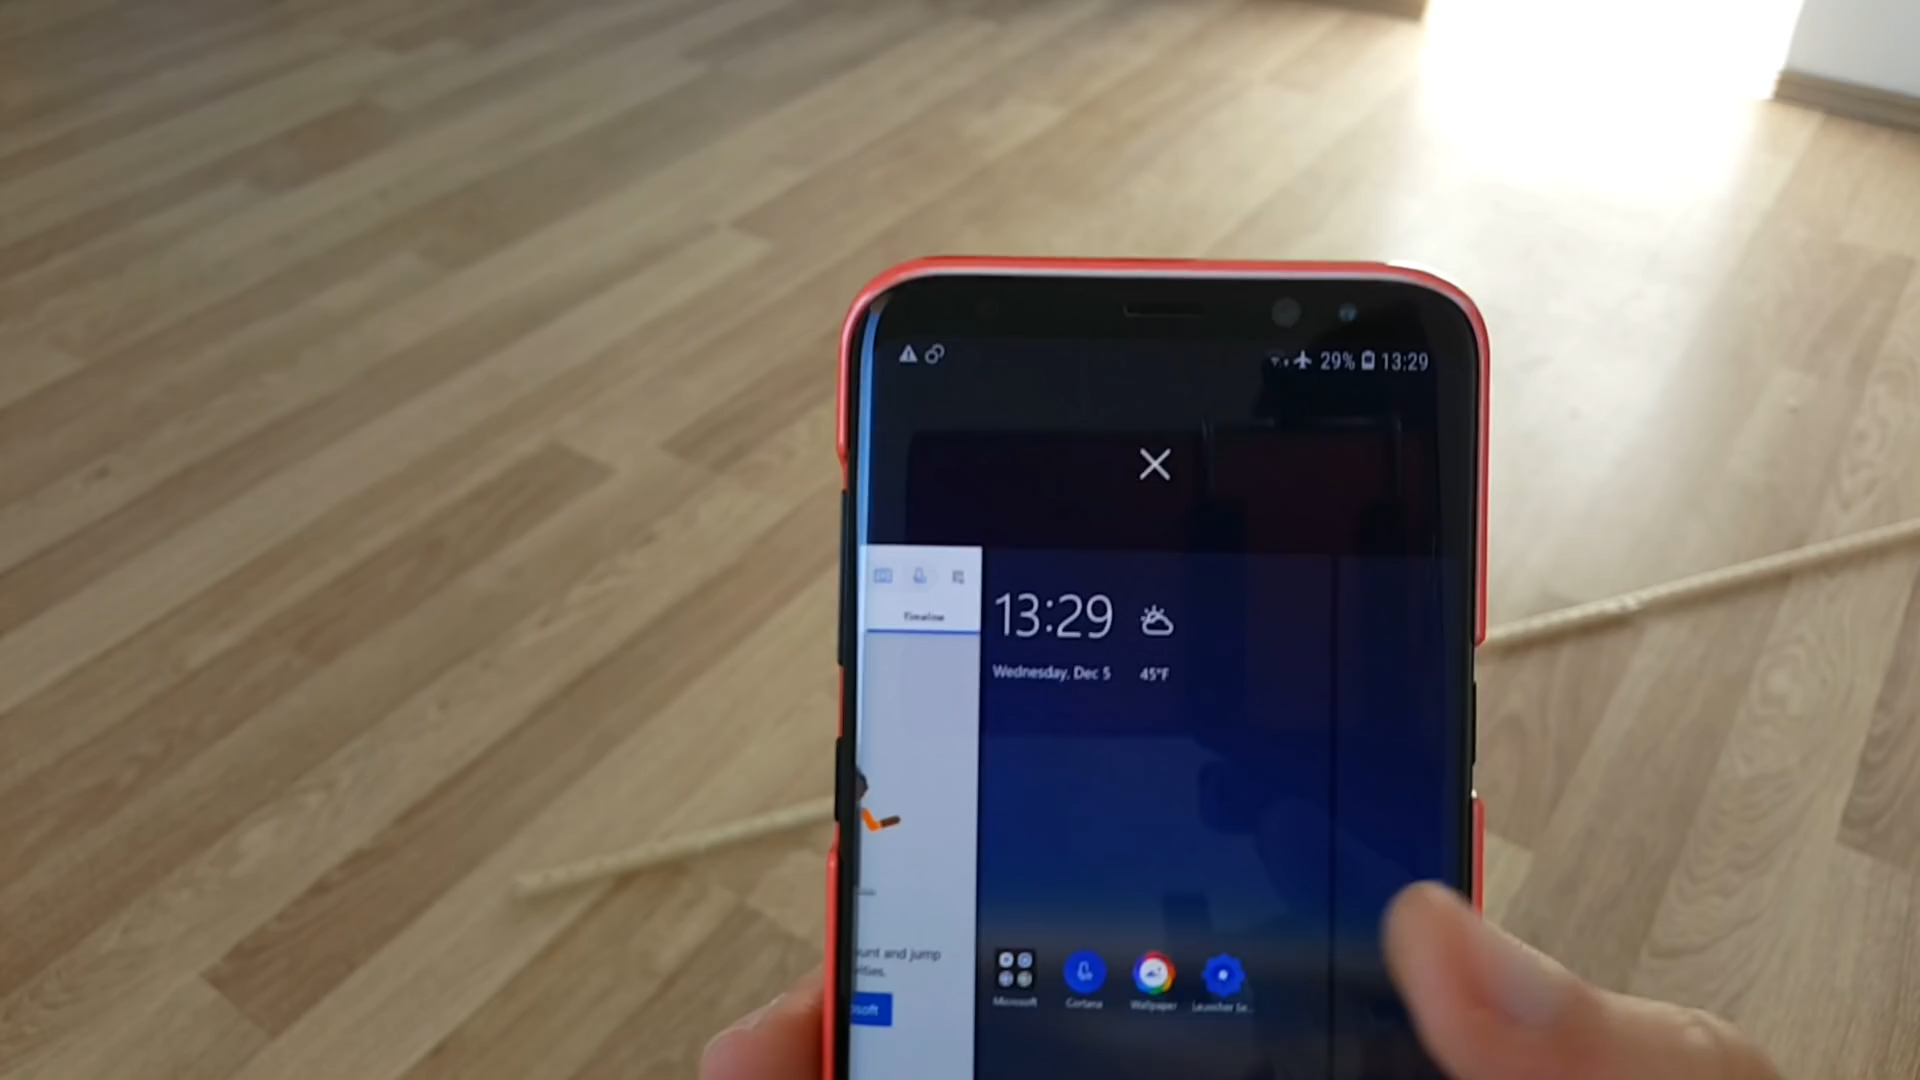 29% 13:29
Timeline
13:29
Wednesday, Dec 5 45°F
unt and jump
ities.
soft
Microsoft Cortana Wallpaper Launcher Se...